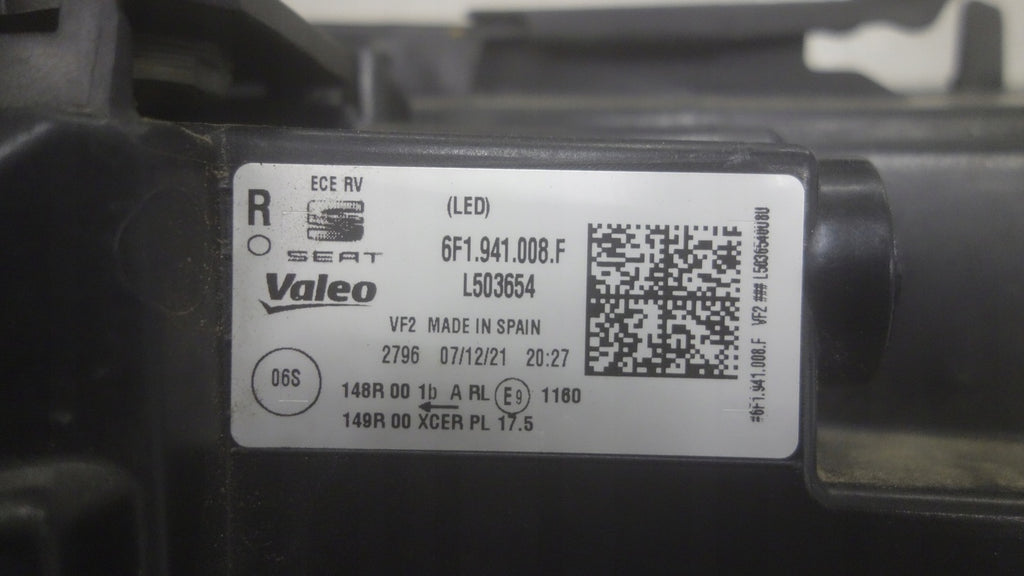 R
ECE RV
SEAT
Valeo
(LED)
6F1.941.008.F
L503654
VF2 MADE IN SPAIN
2796 07/12/21 20:27
06S
148R 00 1b A RL E9 1160
149R 00 XCER PL 17.5
#6F1.941.008.F VF2 ###